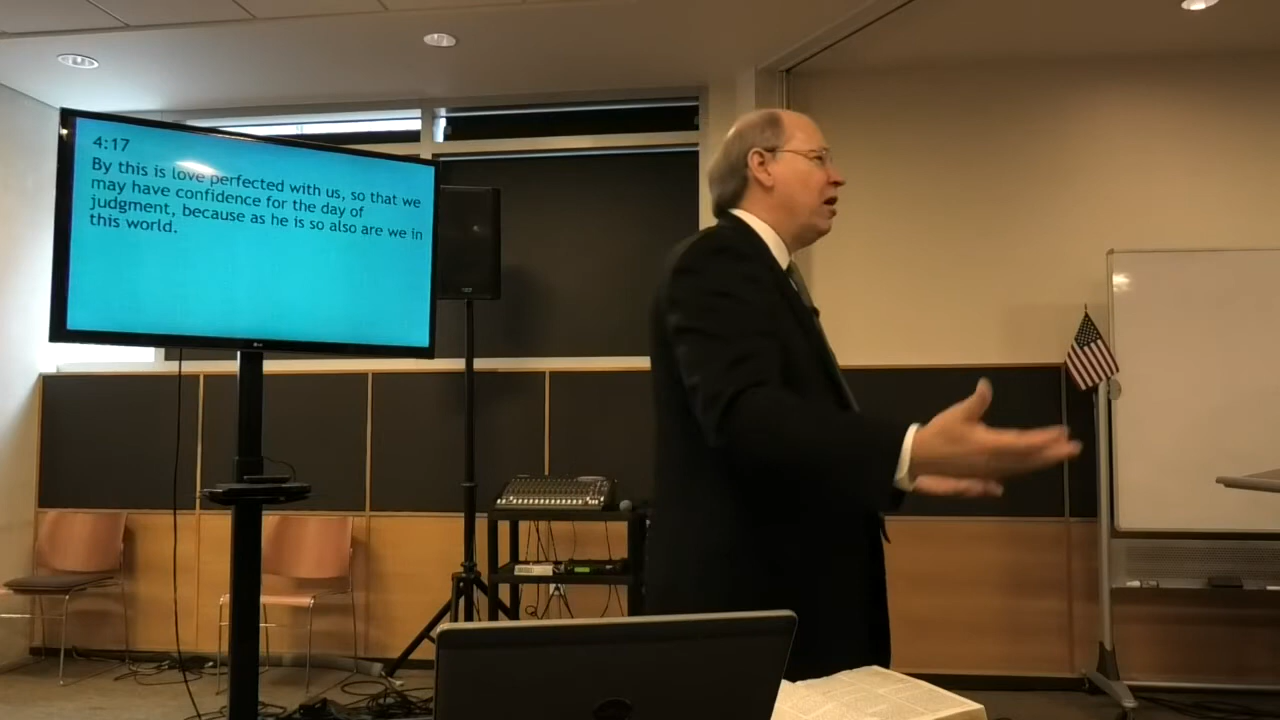 4:17
By this is love perfected with us, so that we
may have confidence for the day of
judgment, because as he is so also are we in
this world.